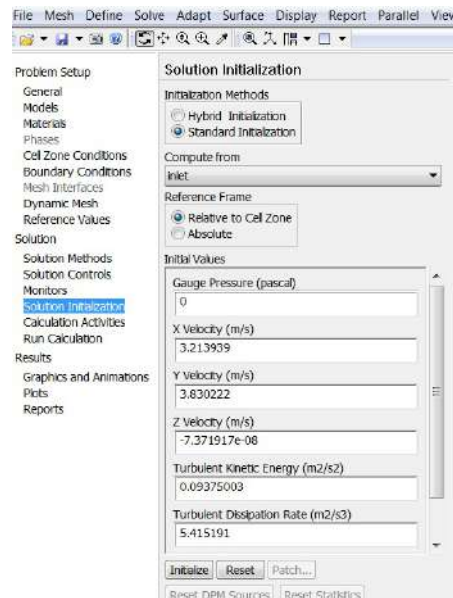 File Mesh Define Solve Adapt Surface Display Report Parallel View
Problem Setup
General
Models
Materials
Phases
Cell Zone Conditions
Boundary Conditions
Mesh Interfaces
Dynamic Mesh
Reference Values
Solution
Solution Methods
Solution Controls
Monitors
Solution Initialization
Calculation Activities
Run Calculation
Results
Graphics and Animations
Plots
Reports
Solution Initialization
Initialization Methods
Hybrid Initialization
Standard Initialization
Compute from
inlet
Reference Frame
Relative to Cell Zone
Absolute
Initial Values
Gauge Pressure (pascal)
0
X Velocity (m/s)
3.213939
Y Velocity (m/s)
3.830222
Z Velocity (m/s)
-7.371917e-08
Turbulent Kinetic Energy (m2/s2)
0.09375003
Turbulent Dissipation Rate (m2/s3)
5.415191
Initialize Reset Patch...
Reset DPM Sources Reset Statistics